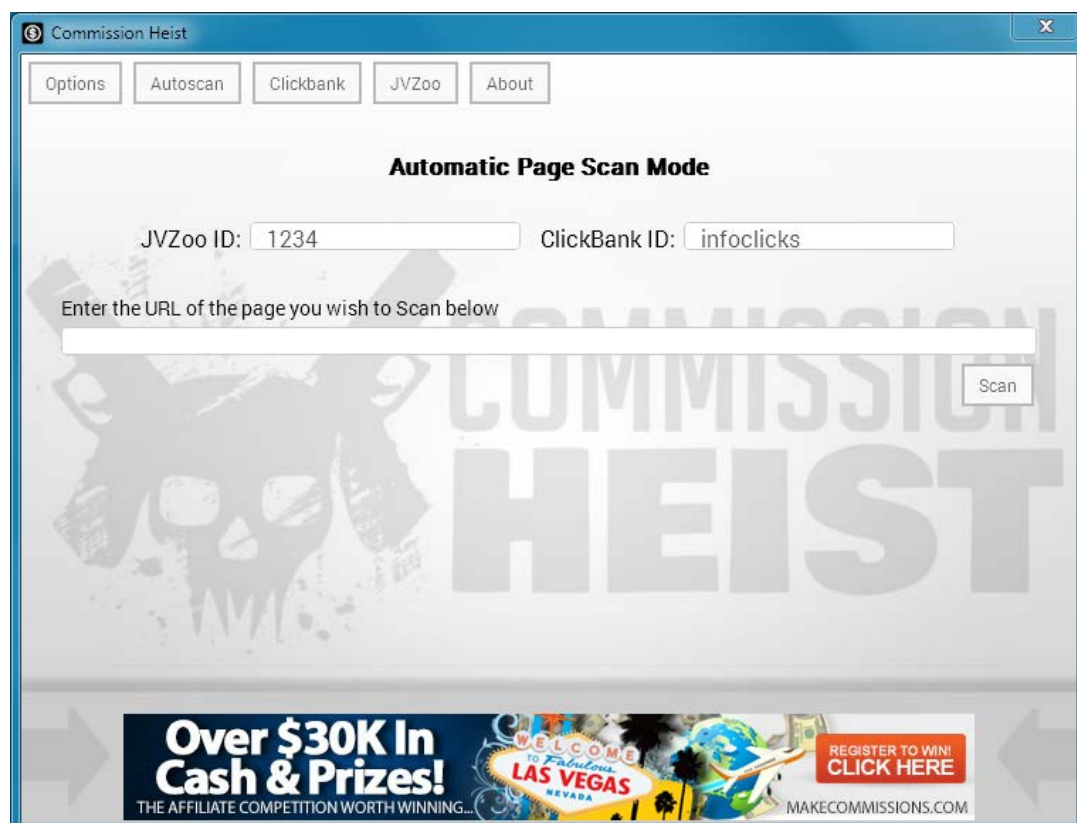 Commission Heist
Options Autoscan Clickbank JVZoo About
Automatic Page Scan Mode
JVZoo ID: 1234 ClickBank ID: infoclicks
Enter the URL of the page you wish to Scan below
Scan
COMMISSION
HEIST
Over $30K In
Cash & Prizes!
THE AFFILIATE COMPETITION WORTH WINNING...
WELCOME
TO Fabulous
LAS VEGAS
NEVADA
REGISTER TO WIN!
CLICK HERE
MAKECOMMISSIONS.COM